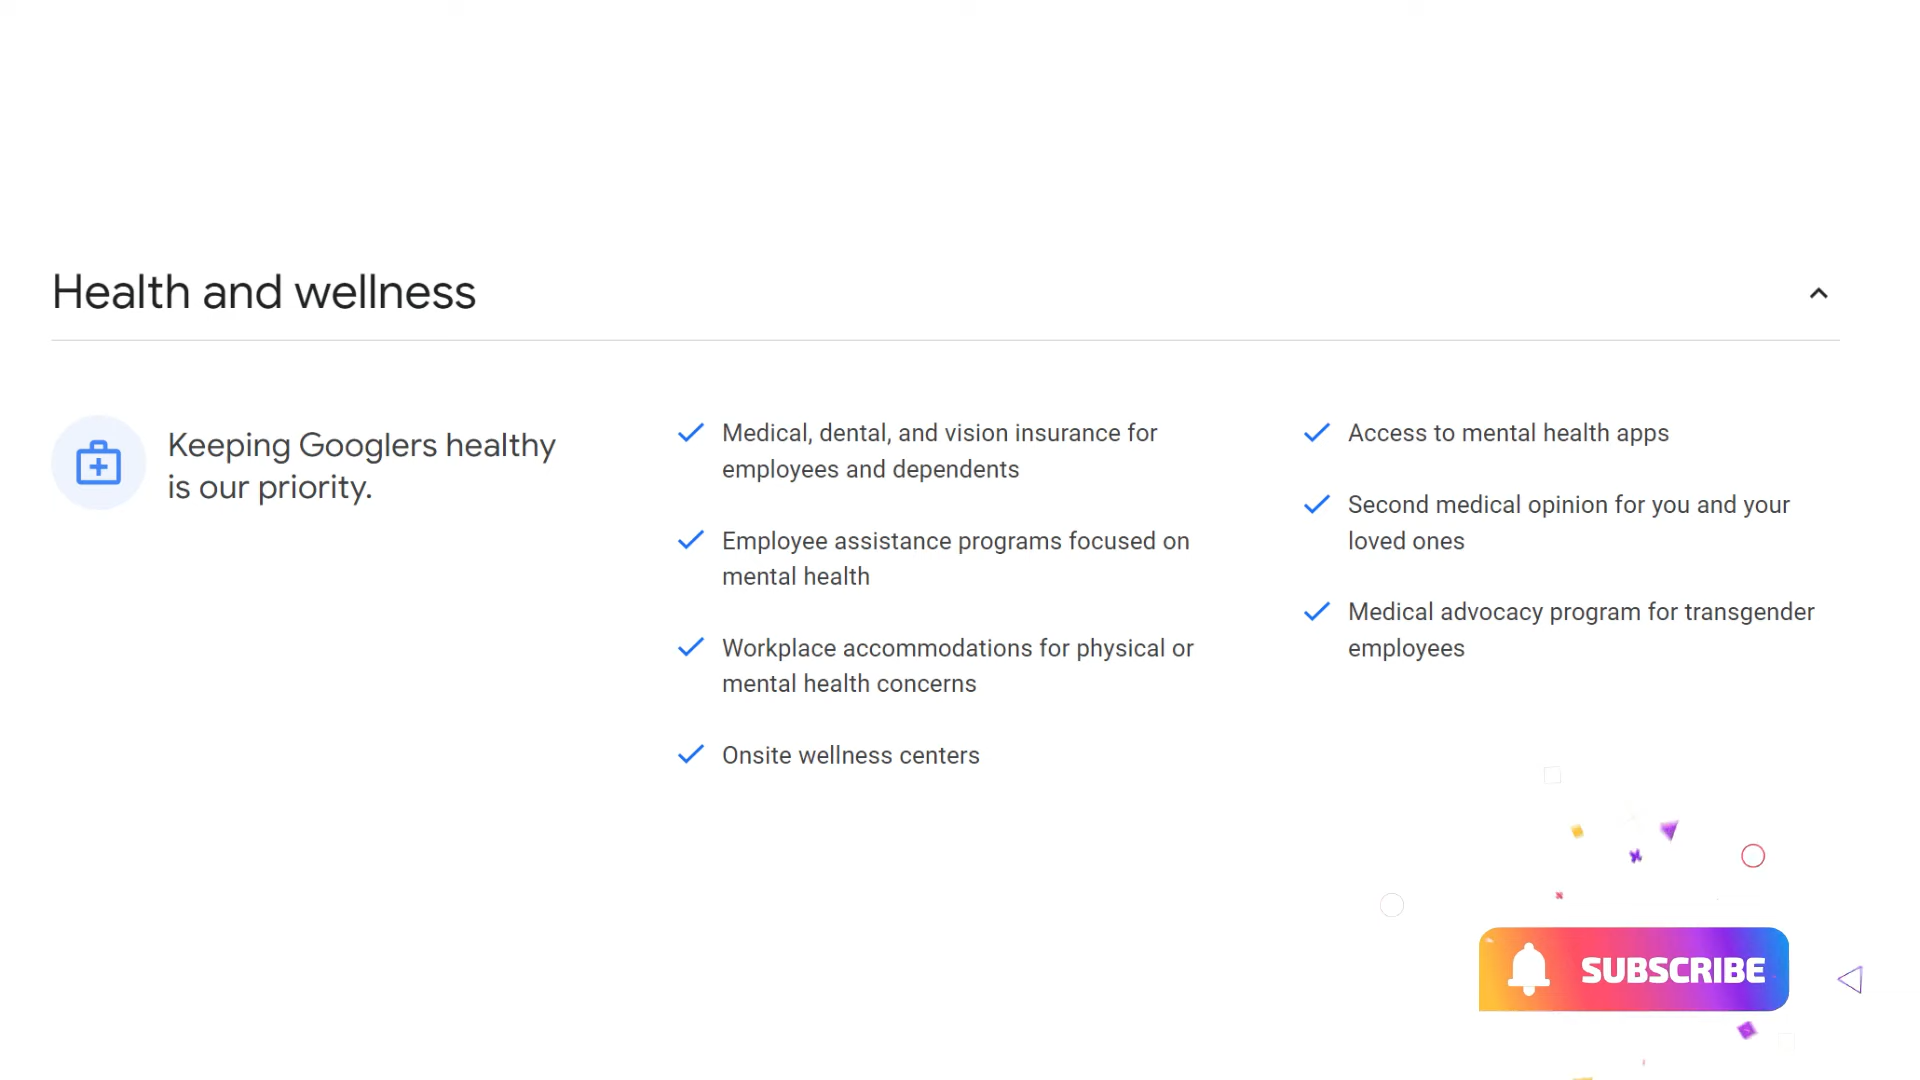 Health and wellness
Keeping Googlers healthy
is our priority.
Medical, dental, and vision insurance for
employees and dependents
Employee assistance programs focused on
mental health
Workplace accommodations for physical or
mental health concerns
Onsite wellness centers
Access to mental health apps
Second medical opinion for you and your
loved ones
Medical advocacy program for transgender
employees
SUBSCRIBE